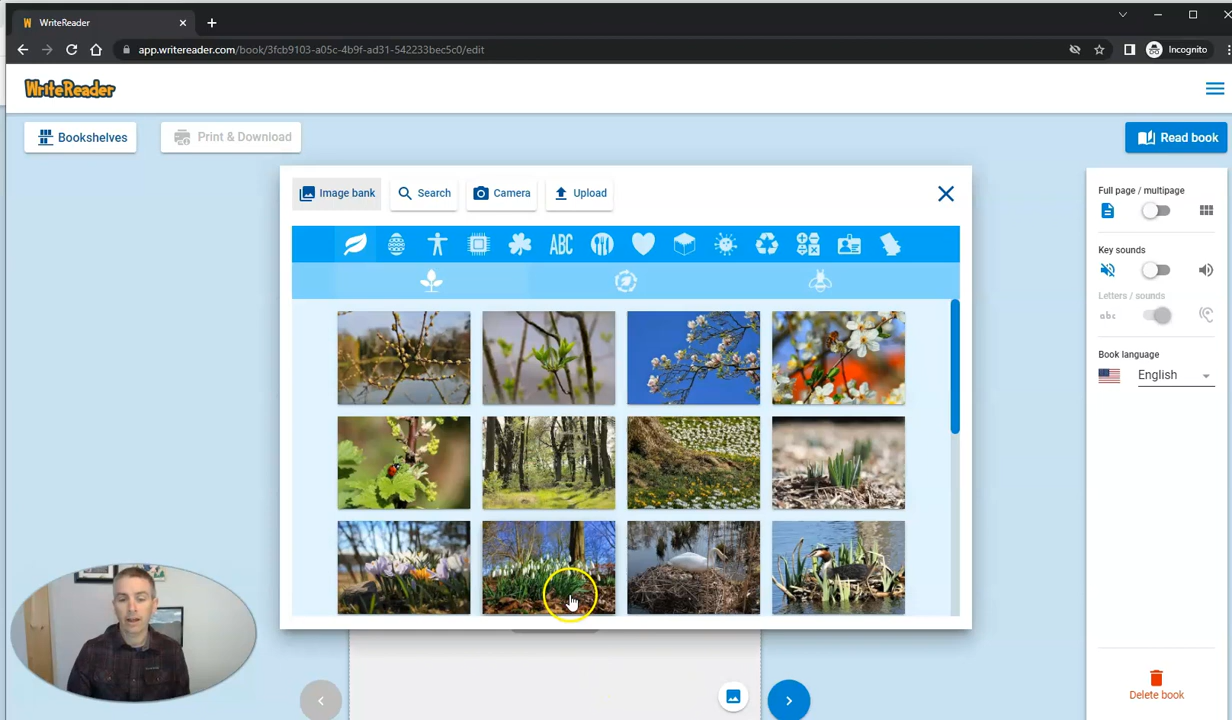 WriteReader
app.writereader.com/book/3fcb9103-a05c-4b9f-ad31-542233bec5c0/edit
Incognito
WriteReader
Bookshelves
Print & Download
Read book
Image bank
Search
Camera
Upload
ABC
Full page / multipage
Key sounds
Letters / sounds
abc
Book language
English
Delete book